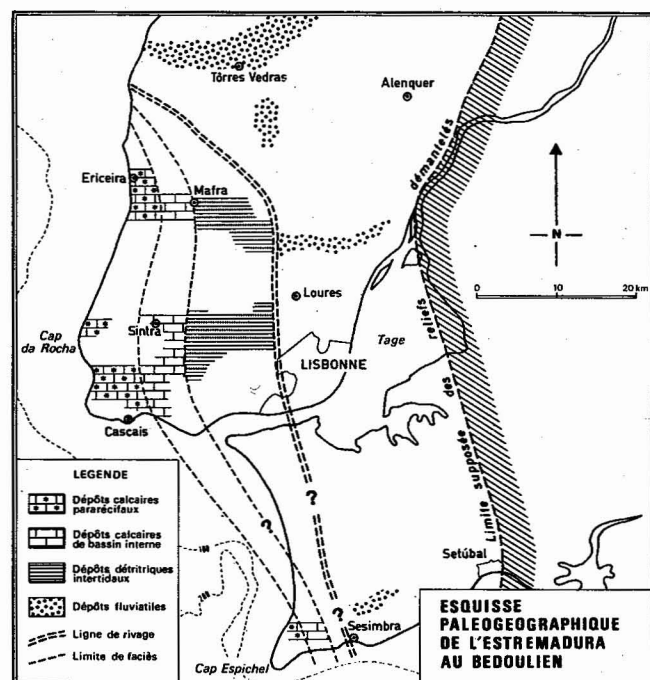 Tôrres Vedras
Alenquer
Ericeira
Mafra
démantelés
N
0 10 20 km
Loures
Cap
da Rocha
Sintra
reliefs
Tage
LISBONNE
des
Cascais
Limite supposée
LEGENDE
Dépôts calcaires
pararécifaux
Dépôts calcaires
de bassin interne
Dépôts détritriques
intertidaux
Dépôts fluviatiles
Ligne de rivage
Limite de faciès
?
?
?
Setúbal
Sesimbra
Cap Espichel
ESQUISSE
PALEOGEOGRAPHIQUE
DE L'ESTREMADURA
AU BEDOULIEN